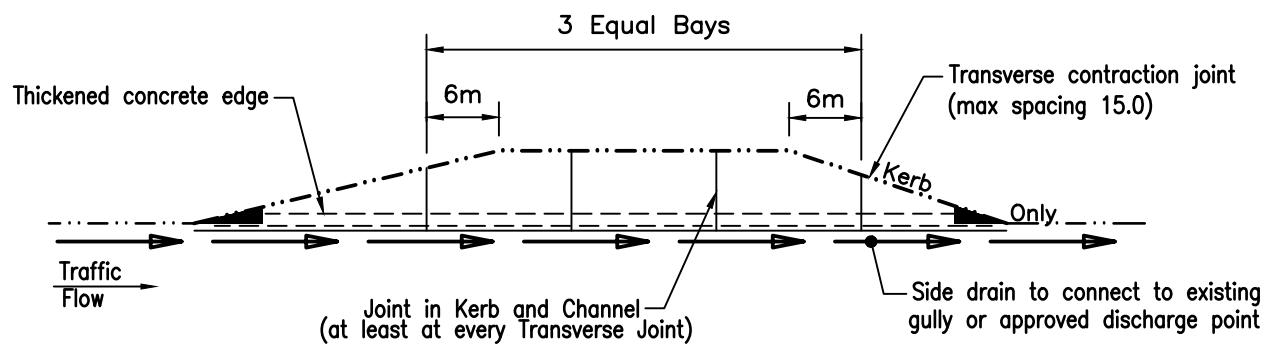 3 Equal Bays
Thickened concrete edge
6m
6m
Transverse contraction joint
(max spacing 15.0)
Kerb
Only
Traffic
Flow
Joint in Kerb and Channel
(at least at every Transverse Joint)
Side drain to connect to existing
gully or approved discharge point